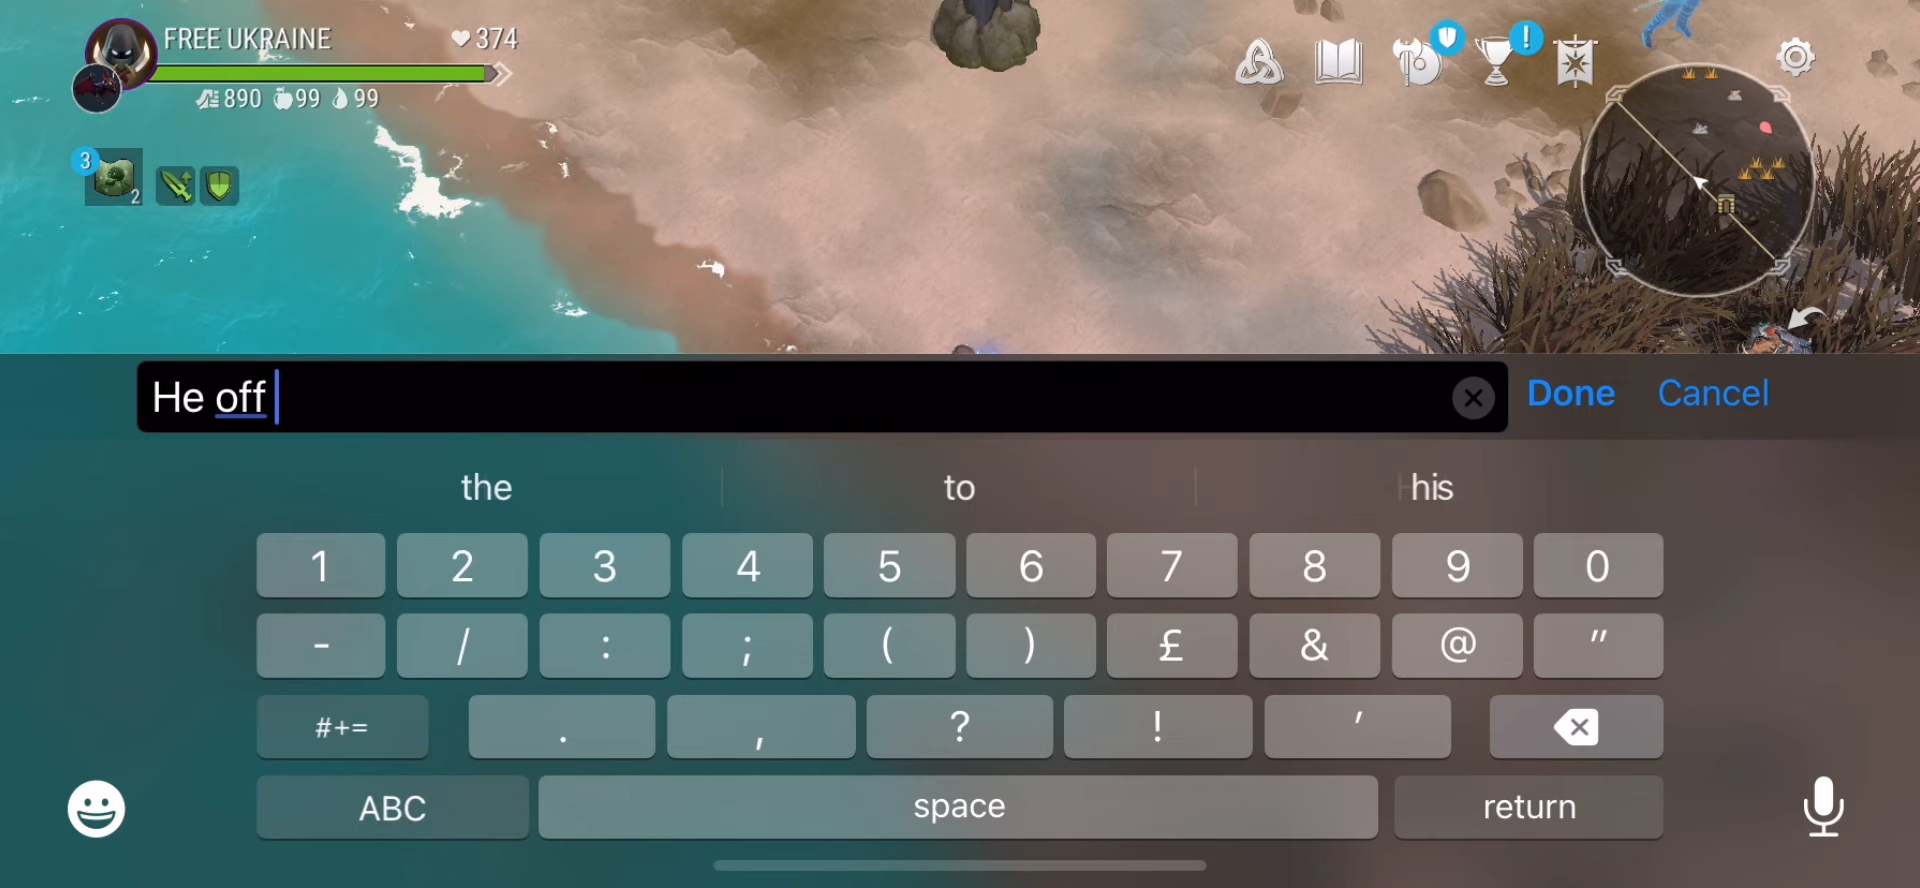 FREE UKRAINE 374
890 99 99
3
2
!
He off
Done Cancel
the to his
1 2 3 4 5 6 7 8 9 0
- / : ; ( ) £ & @ "
#+= . , ? ! '
ABC space return